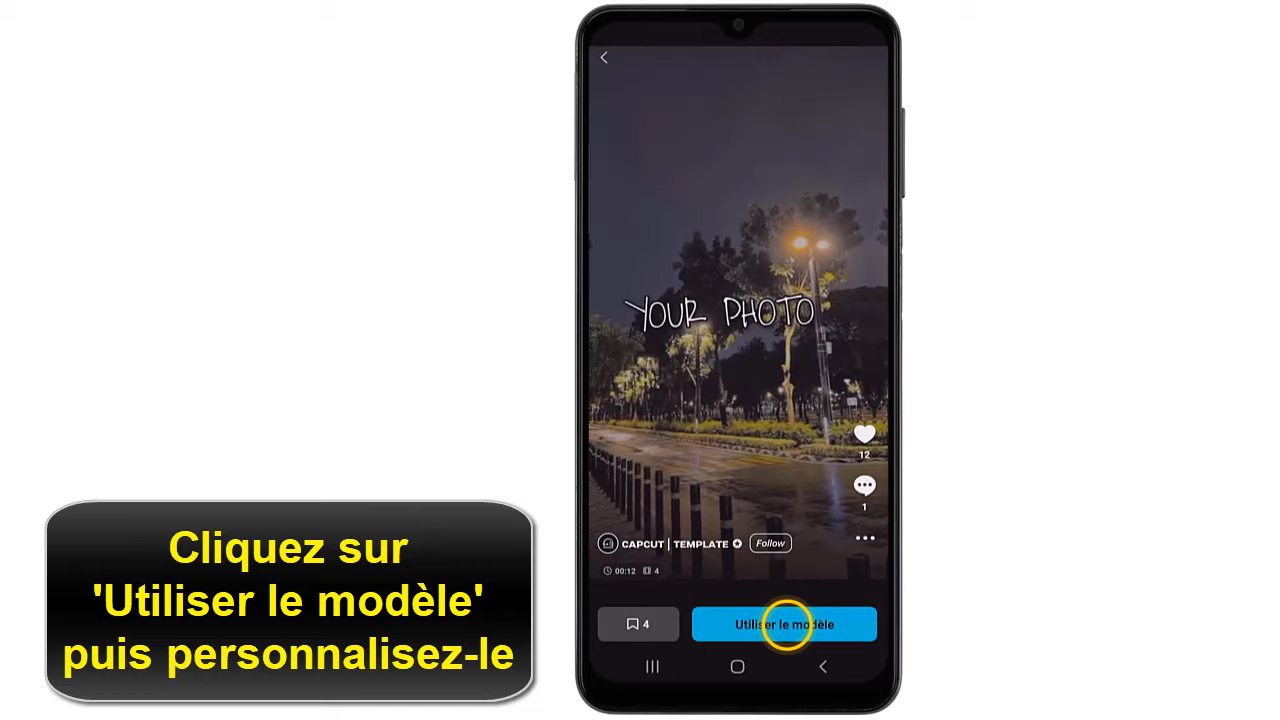 YOUR PHOTO
12
1
CAPCUT | TEMPLATE Follow
00:12 4
4 Utiliser le modèle
Cliquez sur
'Utiliser le modèle'
puis personnalisez-le